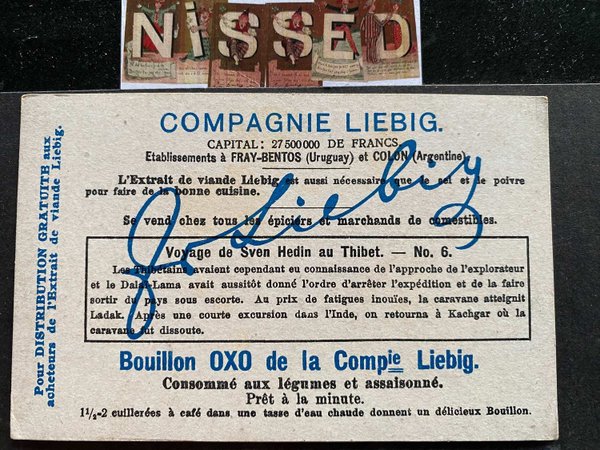 NiSSED
COMPAGNIE LIEBIG.
CAPITAL: 27 500 000 DE FRANCS
Etablissements à FRAY-BENTOS (Uruguay) et COLON (Argentine)
L'Extrait de viande Liebig est aussi nécessaire que le sel et le poivre
pour faire de la bonne cuisine.
Se vend chez tous les épiciers et marchands de comestibles.
Voyage de Sven Hedin au Thibet. — No. 6.
Les Thibétains avaient cependant eu connaissance de l'approche de l'explorateur
et le Dalaï-Lama avait aussitôt donné l'ordre d'arrêter l'expédition et de la faire
sortir du pays sous escorte. Au prix de fatigues inouïes, la caravane atteignit
Ladak. Après une courte excursion dans l'Inde, on retourna à Kachgar où la
caravane fut dissoute.
Bouillon OXO de la Compie Liebig.
Consommé aux légumes et assaisonné.
Prêt à la minute.
1½-2 cuillerées à café dans une tasse d'eau chaude donnent un délicieux Bouillon.
Pour DISTRIBUTION GRATUITE aux
acheteurs de l'Extrait de viande Liebig.
JvLiebig